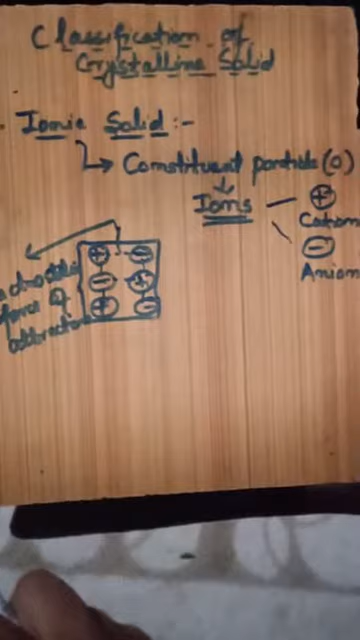 Classification of
Crystalline Solid
Ionic Solid :-
Constituent particle (o)
Ions
+
Cation
-
Anion
+ -
- +
+ -
force of
attraction